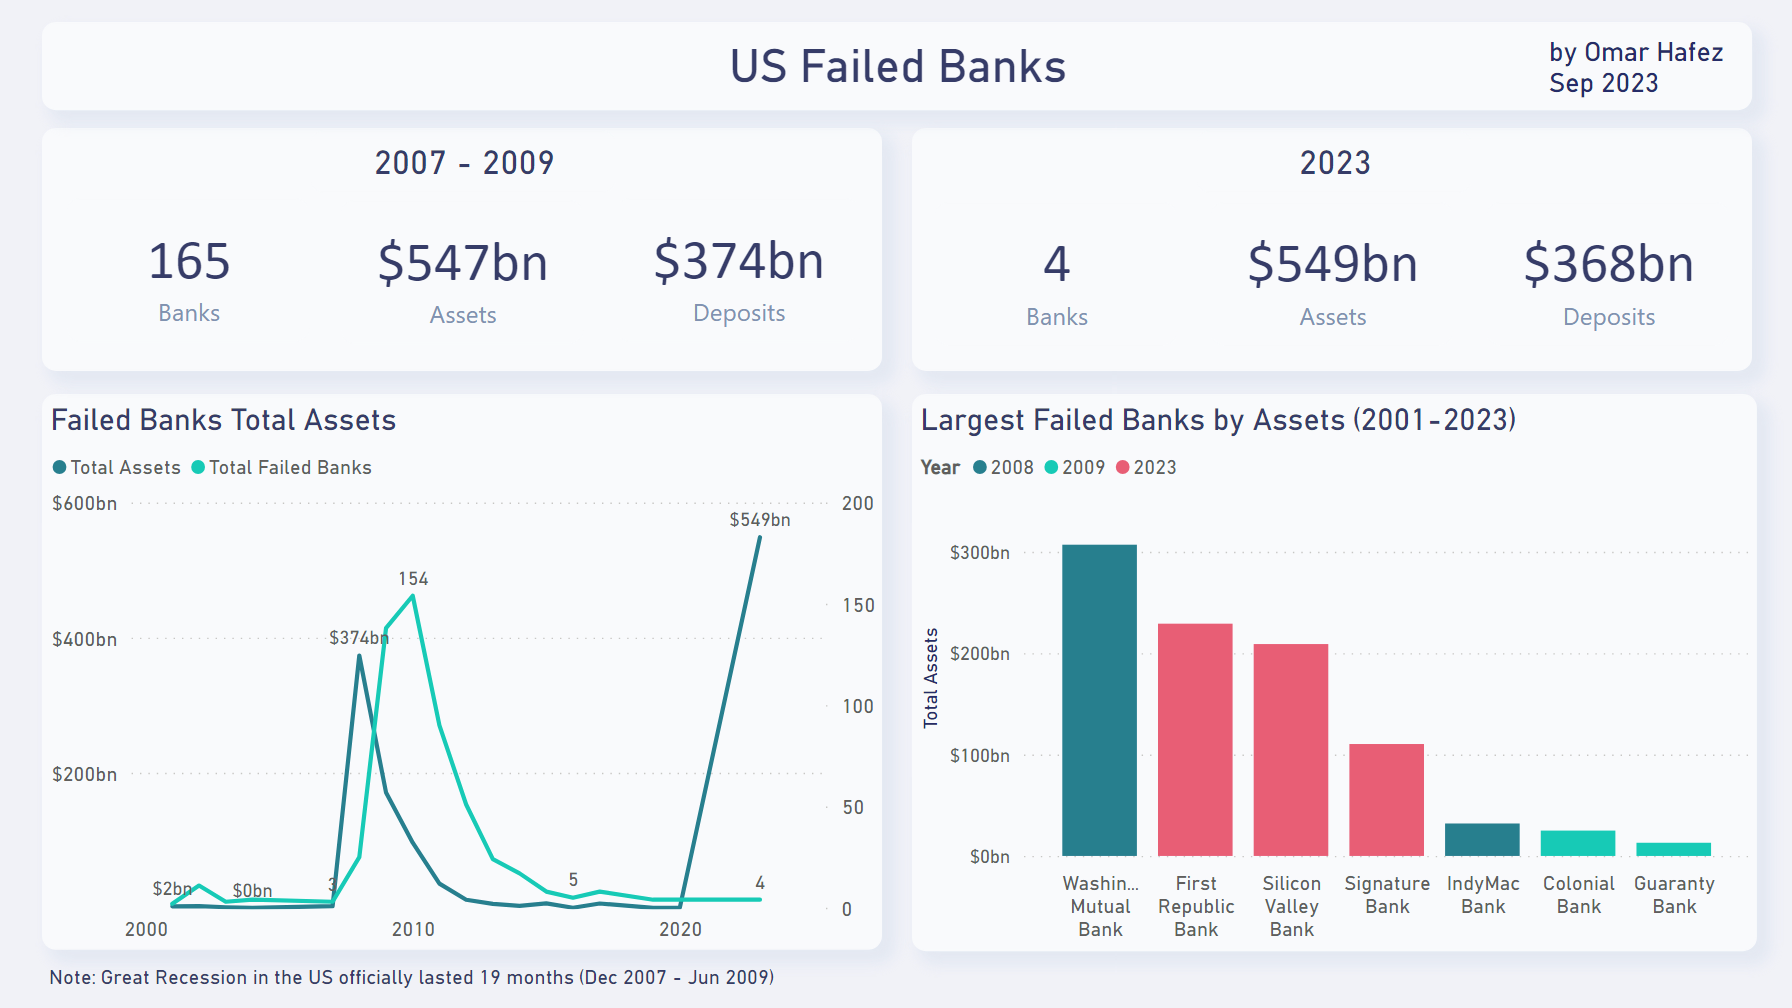 US Failed Banks
by Omar Hafez
Sep 2023
2007 - 2009
165
Banks
$547bn
Assets
$374bn
Deposits
2023
4
Banks
$549bn
Assets
$368bn
Deposits
Failed Banks Total Assets
Total Assets Total Failed Banks
$600bn
$400bn
$200bn
200
150
100
50
0
$549bn
154
$374bn
$2bn
$0bn
3
5
4
2000 2010 2020
Largest Failed Banks by Assets (2001-2023)
Year 2008 2009 2023
Total Assets
$300bn
$200bn
$100bn
$0bn
Washin...
Mutual
Bank
First
Republic
Bank
Silicon
Valley
Bank
Signature
Bank
IndyMac
Bank
Colonial
Bank
Guaranty
Bank
Note: Great Recession in the US officially lasted 19 months (Dec 2007 - Jun 2009)